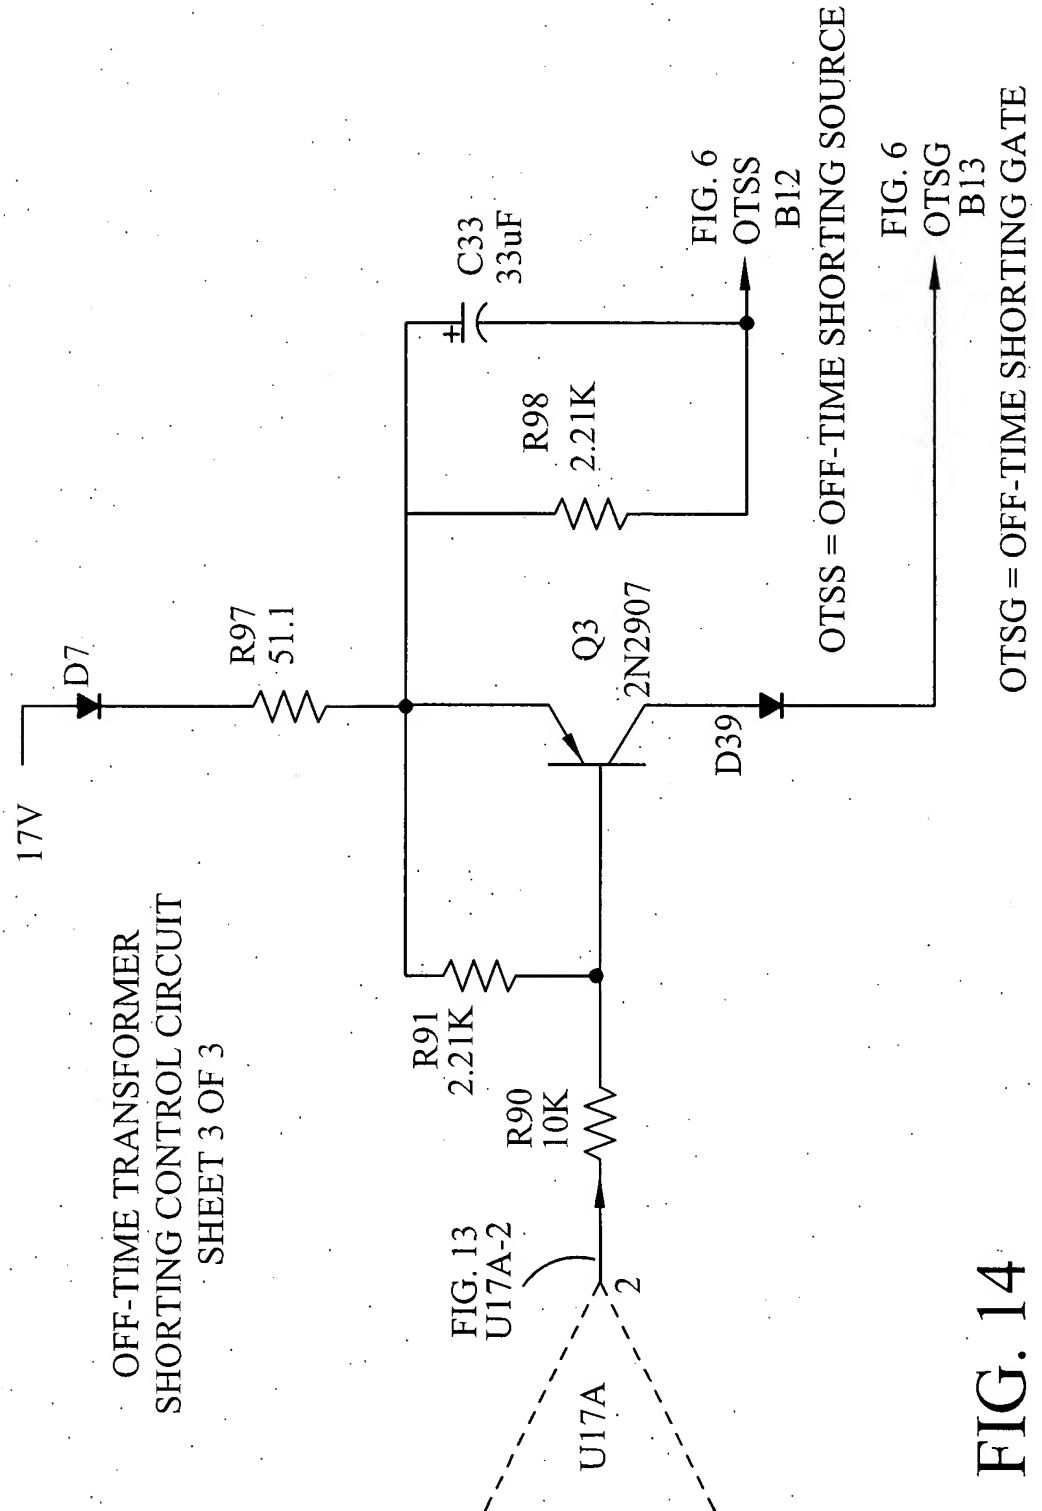 OFF-TIME TRANSFORMER
SHORTING CONTROL CIRCUIT
SHEET 3 OF 3
17V
D7
R97
51.1
R91
2.21K
R98
2.21K
C33
33uF
Q3
2N2907
R90
10K
FIG. 13
U17A-2
2
U17A
D39
FIG. 6
OTSS
B12
OTSS = OFF-TIME SHORTING SOURCE
FIG. 6
OTSG
B13
OTSG = OFF-TIME SHORTING GATE
+
FIG. 14